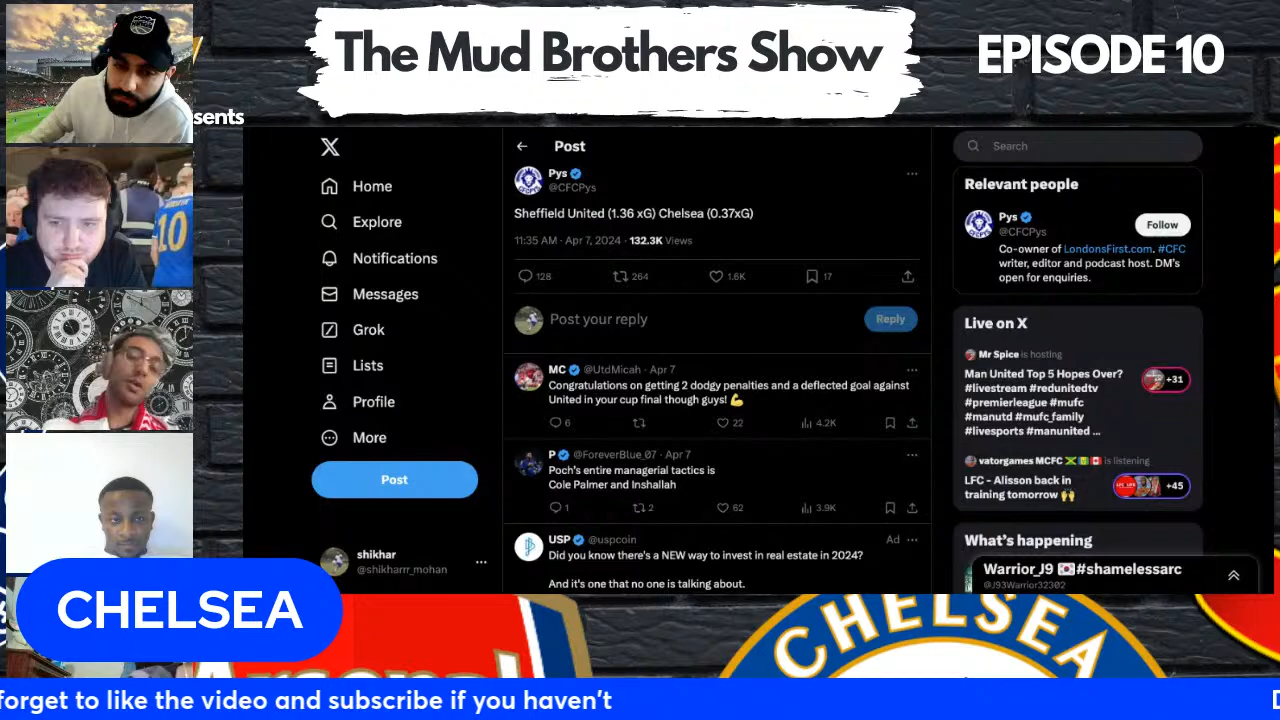 The Mud Brothers Show
EPISODE 10
sents
10
X
Home
Explore
Notifications
Messages
Grok
Lists
Profile
More
Post
shikhar
@shikharrr_mohan
Post
Pys
@CFCPys
Sheffield United (1.36 xG) Chelsea (0.37xG)
11:35 AM · Apr 7, 2024 · 132.3K Views
128 264 1.6K 17
Post your reply
Reply
MC @UtdMicah · Apr 7
Congratulations on getting 2 dodgy penalties and a deflected goal against
United in your cup final though guys! 💪
6 22 4.2K
P @ForeverBlue_07 · Apr 7
Poch's entire managerial tactics is
Cole Palmer and Inshallah
1 2 62 3.9K
USP @uspcoin Ad
Did you know there's a NEW way to invest in real estate in 2024?
And it's one that no one is talking about.
Search
Relevant people
Pys
@CFCPys
Follow
Co-owner of LondonsFirst.com. #CFC
writer, editor and podcast host. DM's
open for enquiries.
Live on X
Mr Spice is hosting
Man United Top 5 Hopes Over?
#livestream #redunitedtv
#premierleague #mufc
#manutd #mufc_family
#livesports #manunited ...
+31
vatorgames MCFC 🇯🇲🇸🇻🇨🇦 is listening
LFC - Alisson back in
training tomorrow 🙌
+45
What's happening
Warrior_J9 🇰🇷#shamelessarc
@J93Warrior32302
CHELSEA
Arsenal
CHELSEA
forget to like the video and subscribe if you haven't